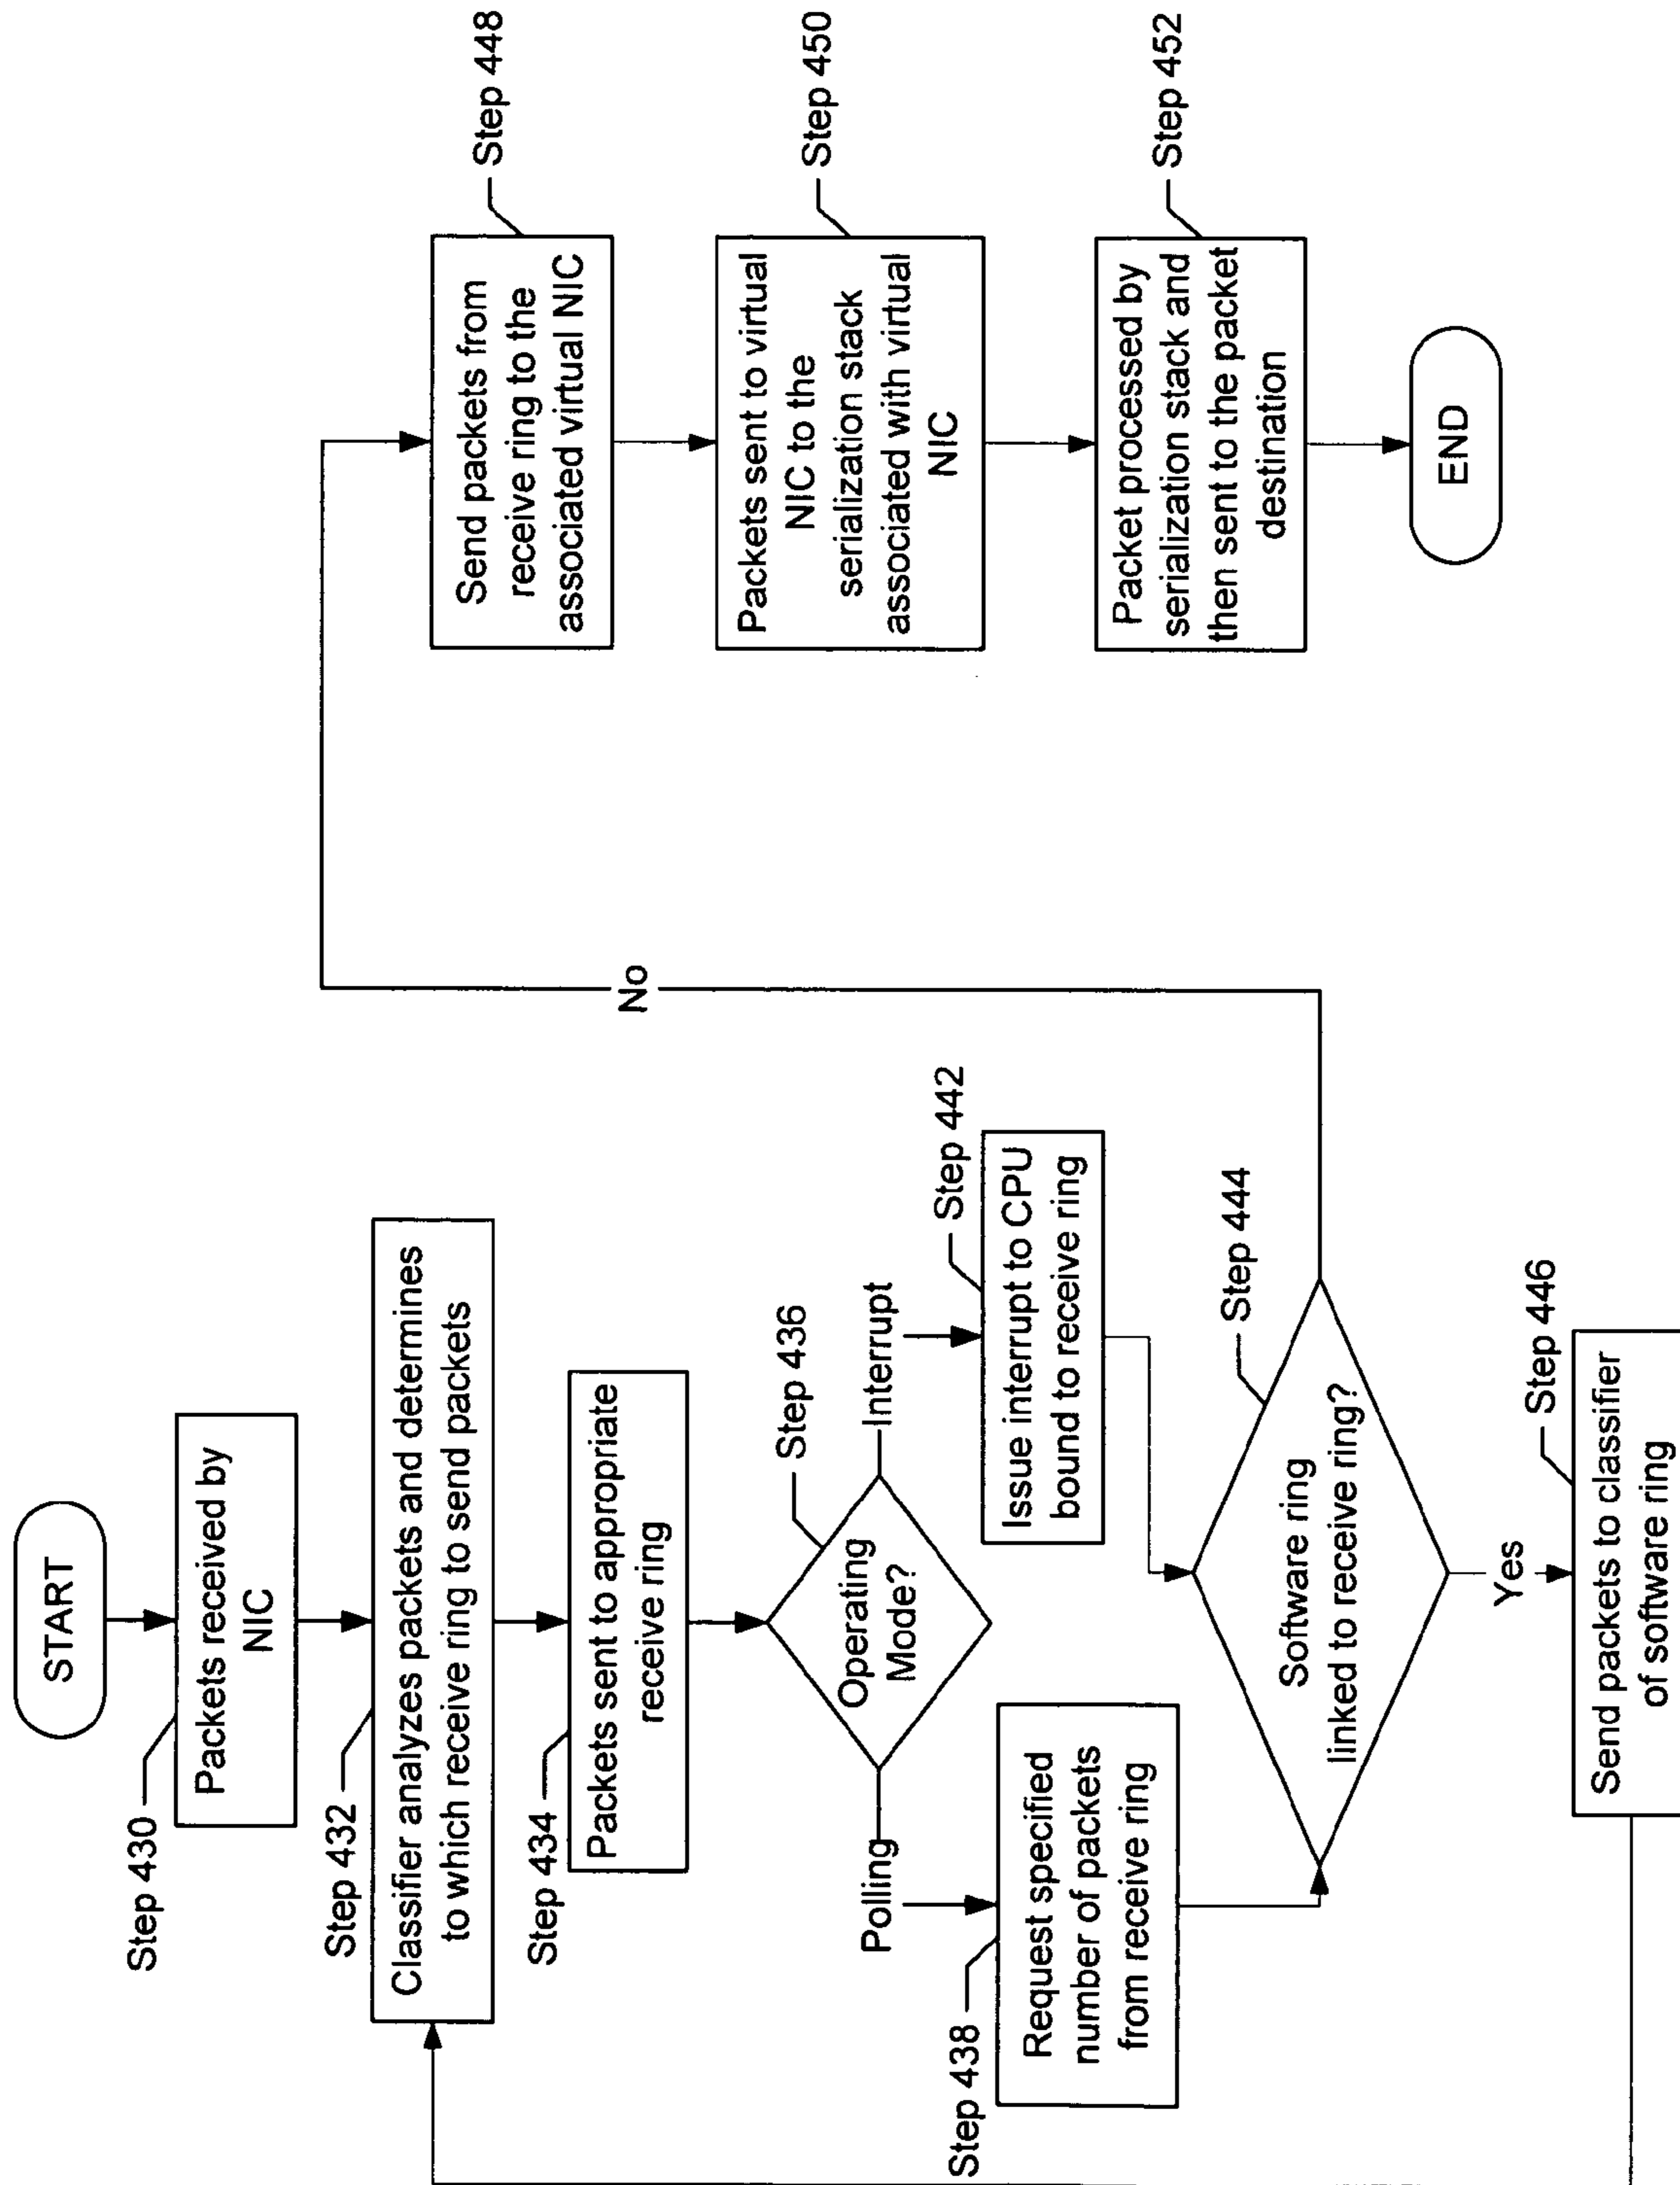 START
Step 430
Packets received by
NIC
Step 432
Classifier analyzes packets and determines
to which receive ring to send packets
Step 434
Packets sent to appropriate
receive ring
Step 436
Operating
Mode?
Polling
Interrupt
Step 438
Request specified
number of packets
from receive ring
Step 442
Issue interrupt to CPU
bound to receive ring
Step 444
Software ring
linked to receive ring?
Yes
No
Step 446
Send packets to classifier
of software ring
Step 448
Send packets from
receive ring to the
associated virtual NIC
Step 450
Packets sent to virtual
NIC to the
serialization stack
associated with virtual
NIC
Step 452
Packet processed by
serialization stack and
then sent to the packet
destination
END